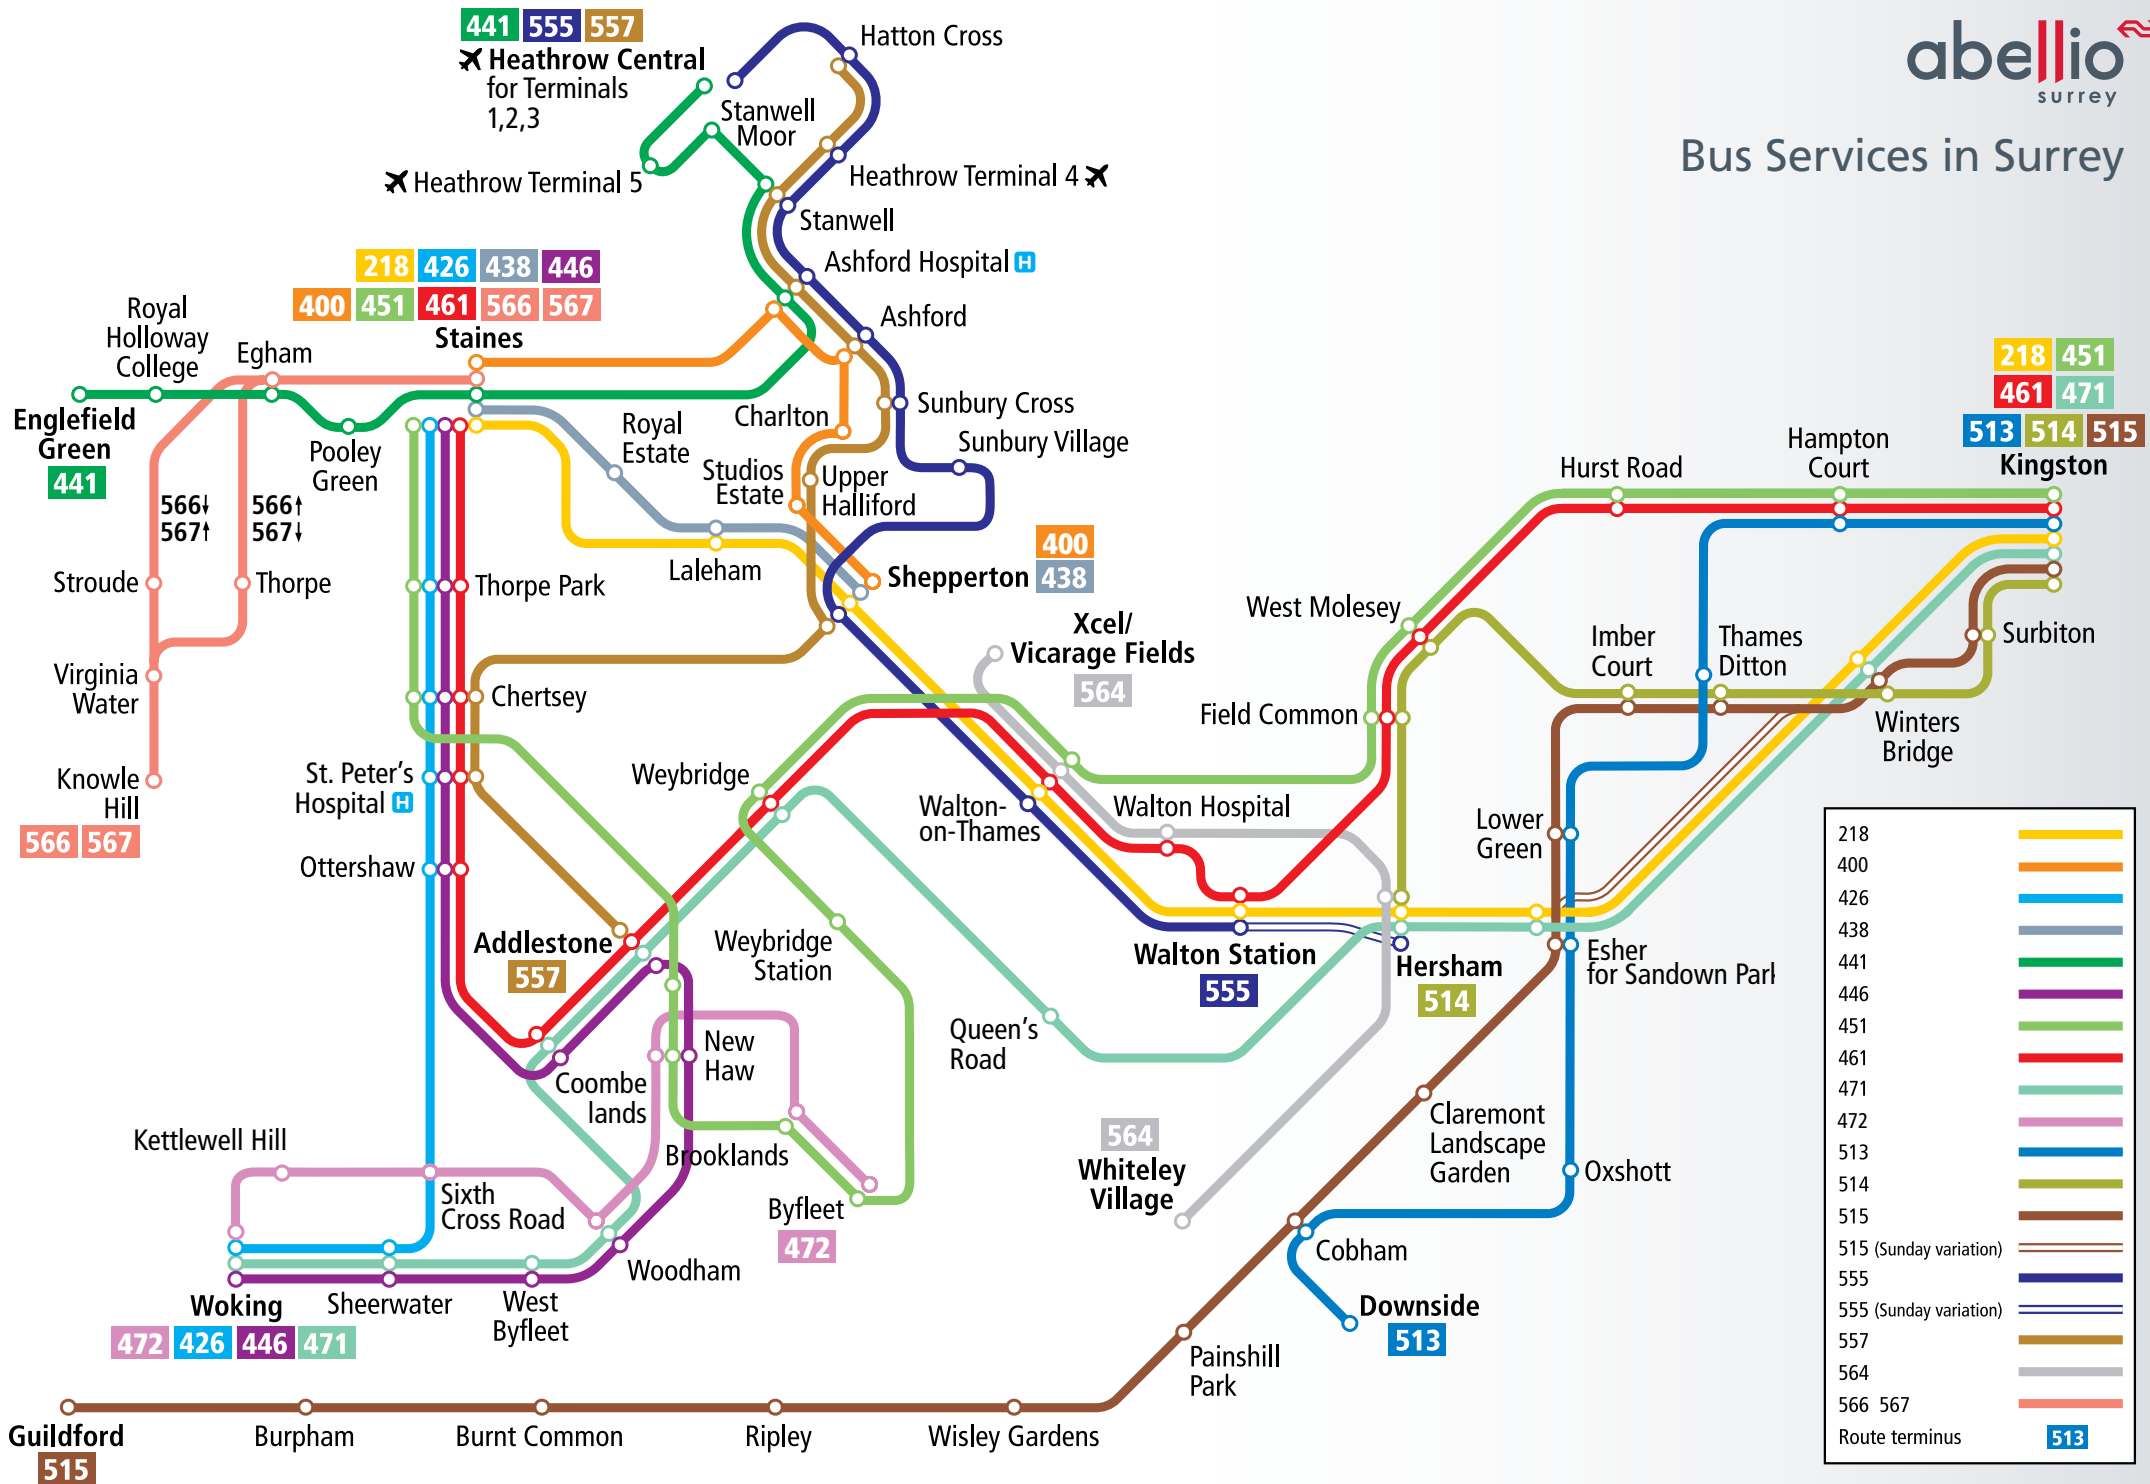 441 555 557
Heathrow Central
for Terminals
1,2,3
Hatton Cross
abellio
surrey
Bus Services in Surrey
Stanwell
Moor
Heathrow Terminal 5
Heathrow Terminal 4
Stanwell
Ashford Hospital H
218 426 438 446
400 451 461 566 567
Staines
Royal
Holloway
College
Egham
Ashford
Englefield
Green
441
Pooley
Green
Royal
Estate
Charlton
Sunbury Cross
Sunbury Village
Studios
Estate
Upper
Halliford
218 451
461 471
513 514 515
Kingston
Hampton
Court
Hurst Road
566↓
567↑
566↑
567↓
Stroude
Thorpe
Thorpe Park
Laleham
Shepperton
400
438
Xcel/
Vicarage Fields
564
West Molesey
Imber
Court
Thames
Ditton
Surbiton
Virginia
Water
Chertsey
Field Common
Winters
Bridge
Knowle
Hill
566 567
St. Peter's
Hospital H
Weybridge
Walton-
on-Thames
Walton Hospital
Lower
Green
Ottershaw
Addlestone
557
Weybridge
Station
Walton Station
555
Hersham
514
Esher
for Sandown Park
Queen's
Road
New
Haw
Coombe
lands
Claremont
Landscape
Garden
Oxshott
Kettlewell Hill
Brooklands
564
Whiteley
Village
Sixth
Cross Road
Byfleet
472
Cobham
Woodham
Woking
472 426 446 471
Sheerwater
West
Byfleet
Downside
513
Painshill
Park
Guildford
515
Burpham
Burnt Common
Ripley
Wisley Gardens
218
400
426
438
441
446
451
461
471
472
513
514
515
515 (Sunday variation)
555
555 (Sunday variation)
557
564
566 567
Route terminus 513